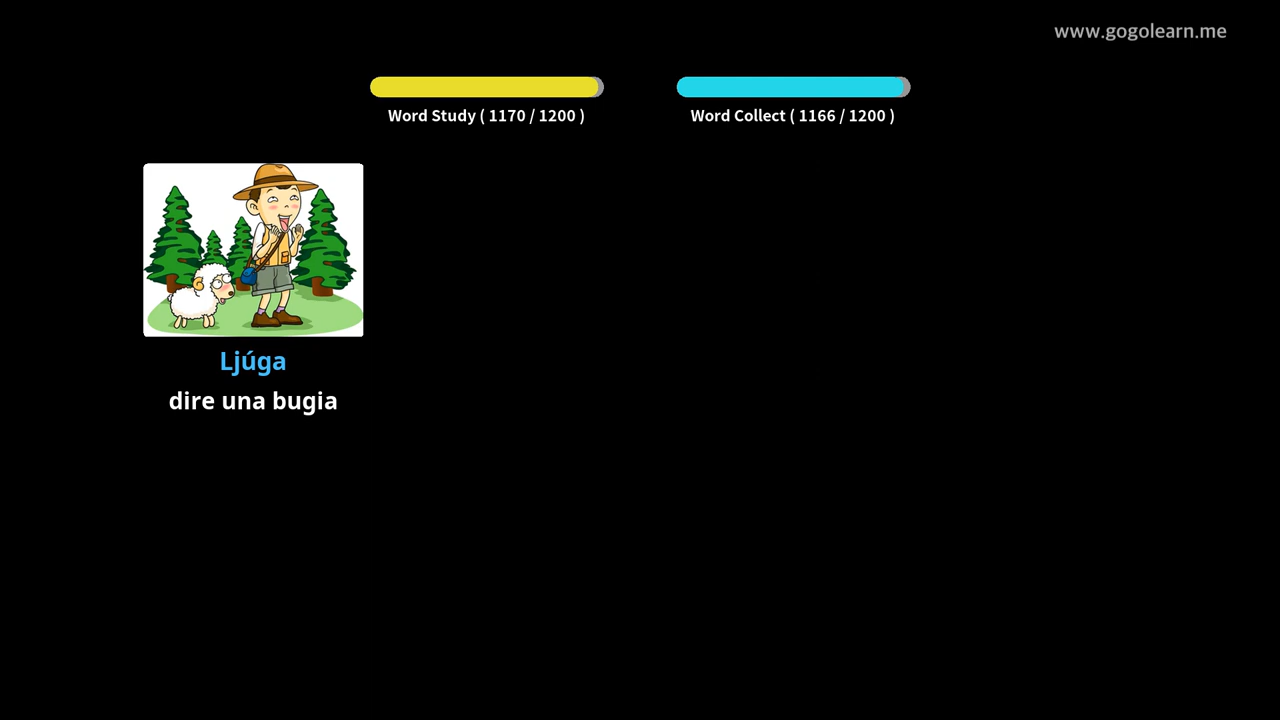 www.gogolearn.me
Word Study ( 1170 / 1200 )
Word Collect ( 1166 / 1200 )
Ljúga
dire una bugia